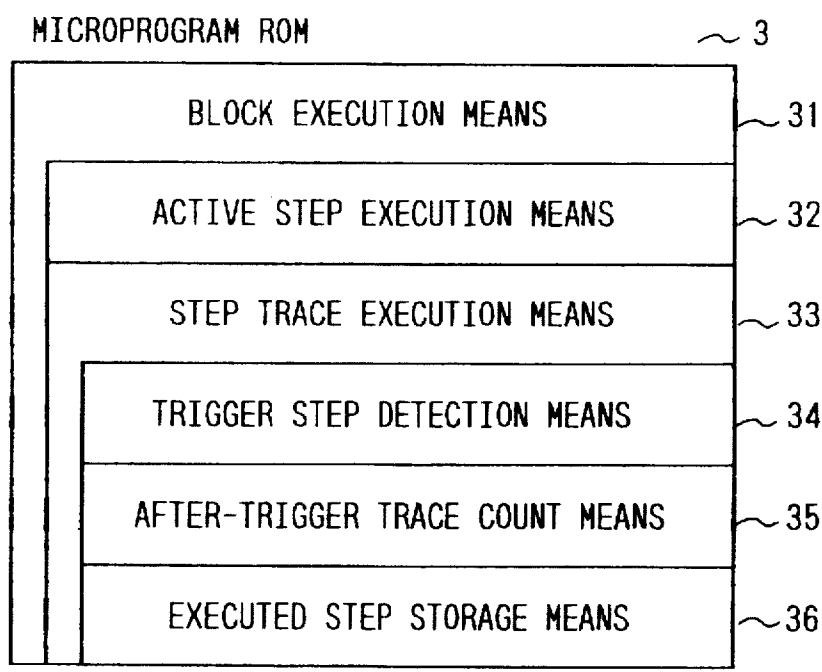 MICROPROGRAM ROM 3
BLOCK EXECUTION MEANS 31
ACTIVE STEP EXECUTION MEANS 32
STEP TRACE EXECUTION MEANS 33
TRIGGER STEP DETECTION MEANS 34
AFTER-TRIGGER TRACE COUNT MEANS 35
EXECUTED STEP STORAGE MEANS 36